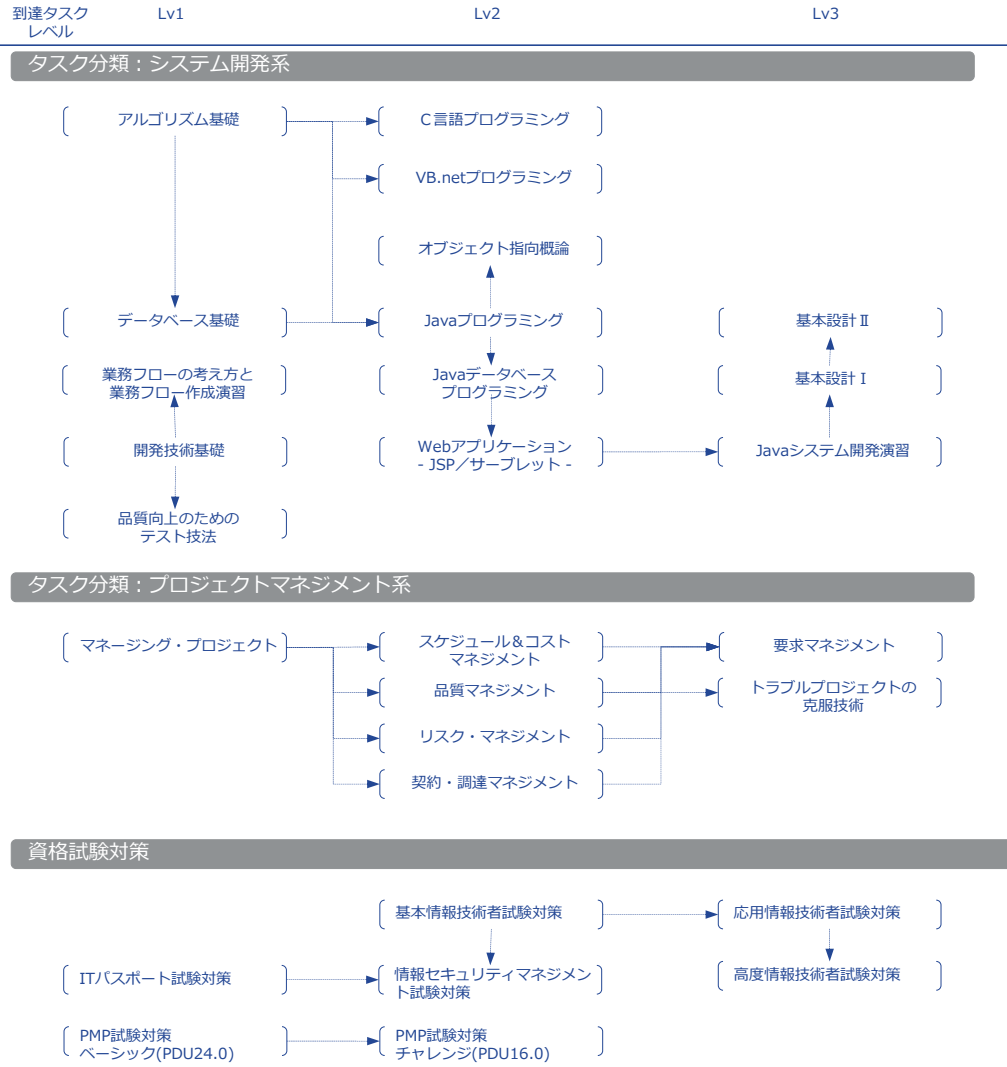 到達タスク
レベル
Lv1
Lv2
Lv3
タスク分類：システム開発系
アルゴリズム基礎
C言語プログラミング
VB.netプログラミング
オブジェクト指向概論
データベース基礎
Javaプログラミング
基本設計Ⅱ
業務フローの考え方と
業務フロー作成演習
Javaデータベース
プログラミング
基本設計Ⅰ
開発技術基礎
Webアプリケーション
- JSP／サーブレット -
Javaシステム開発演習
品質向上のための
テスト技法
タスク分類：プロジェクトマネジメント系
マネージング・プロジェクト
スケジュール＆コスト
マネジメント
要求マネジメント
品質マネジメント
トラブルプロジェクトの
克服技術
リスク・マネジメント
契約・調達マネジメント
資格試験対策
基本情報技術者試験対策
応用情報技術者試験対策
ITパスポート試験対策
情報セキュリティマネジメン
ト試験対策
高度情報技術者試験対策
PMP試験対策
ベーシック(PDU24.0)
PMP試験対策
チャレンジ(PDU16.0)